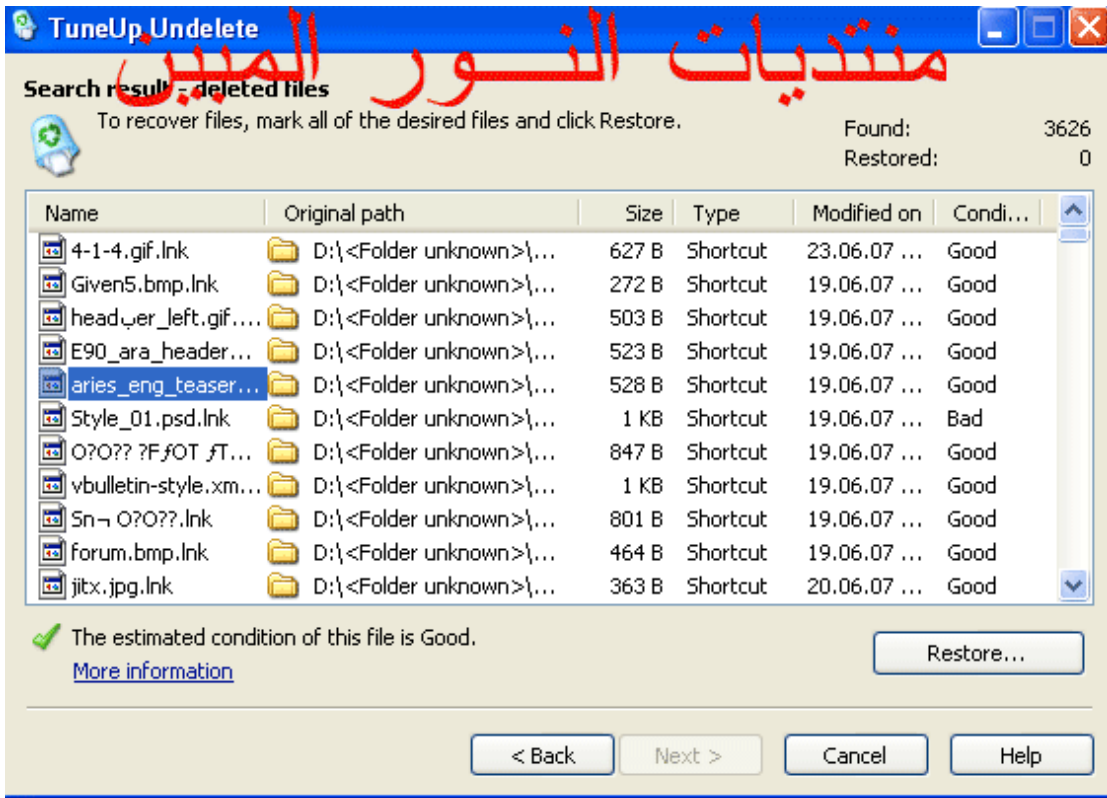 TuneUp Undelete
منتديات النور المبين
Search result - deleted files
To recover files, mark all of the desired files and click Restore.
Found: 3626
Restored: 0
Name Original path Size Type Modified on Condi...
4-1-4.gif.lnk D:\<Folder unknown>\... 627 B Shortcut 23.06.07 ... Good
Given5.bmp.lnk D:\<Folder unknown>\... 272 B Shortcut 19.06.07 ... Good
headبer_left.gif.... D:\<Folder unknown>\... 503 B Shortcut 19.06.07 ... Good
E90_ara_header... D:\<Folder unknown>\... 523 B Shortcut 19.06.07 ... Good
aries_eng_teaser... D:\<Folder unknown>\... 528 B Shortcut 19.06.07 ... Good
Style_01.psd.lnk D:\<Folder unknown>\... 1 KB Shortcut 19.06.07 ... Bad
O?O?? ?FƒOT ƒT... D:\<Folder unknown>\... 847 B Shortcut 19.06.07 ... Good
vbulletin-style.xm... D:\<Folder unknown>\... 1 KB Shortcut 19.06.07 ... Good
Sn¬ O?O??.lnk D:\<Folder unknown>\... 801 B Shortcut 19.06.07 ... Good
forum.bmp.lnk D:\<Folder unknown>\... 464 B Shortcut 19.06.07 ... Good
jitx.jpg.lnk D:\<Folder unknown>\... 363 B Shortcut 20.06.07 ... Good
The estimated condition of this file is Good.
More information
Restore...
< Back Next > Cancel Help